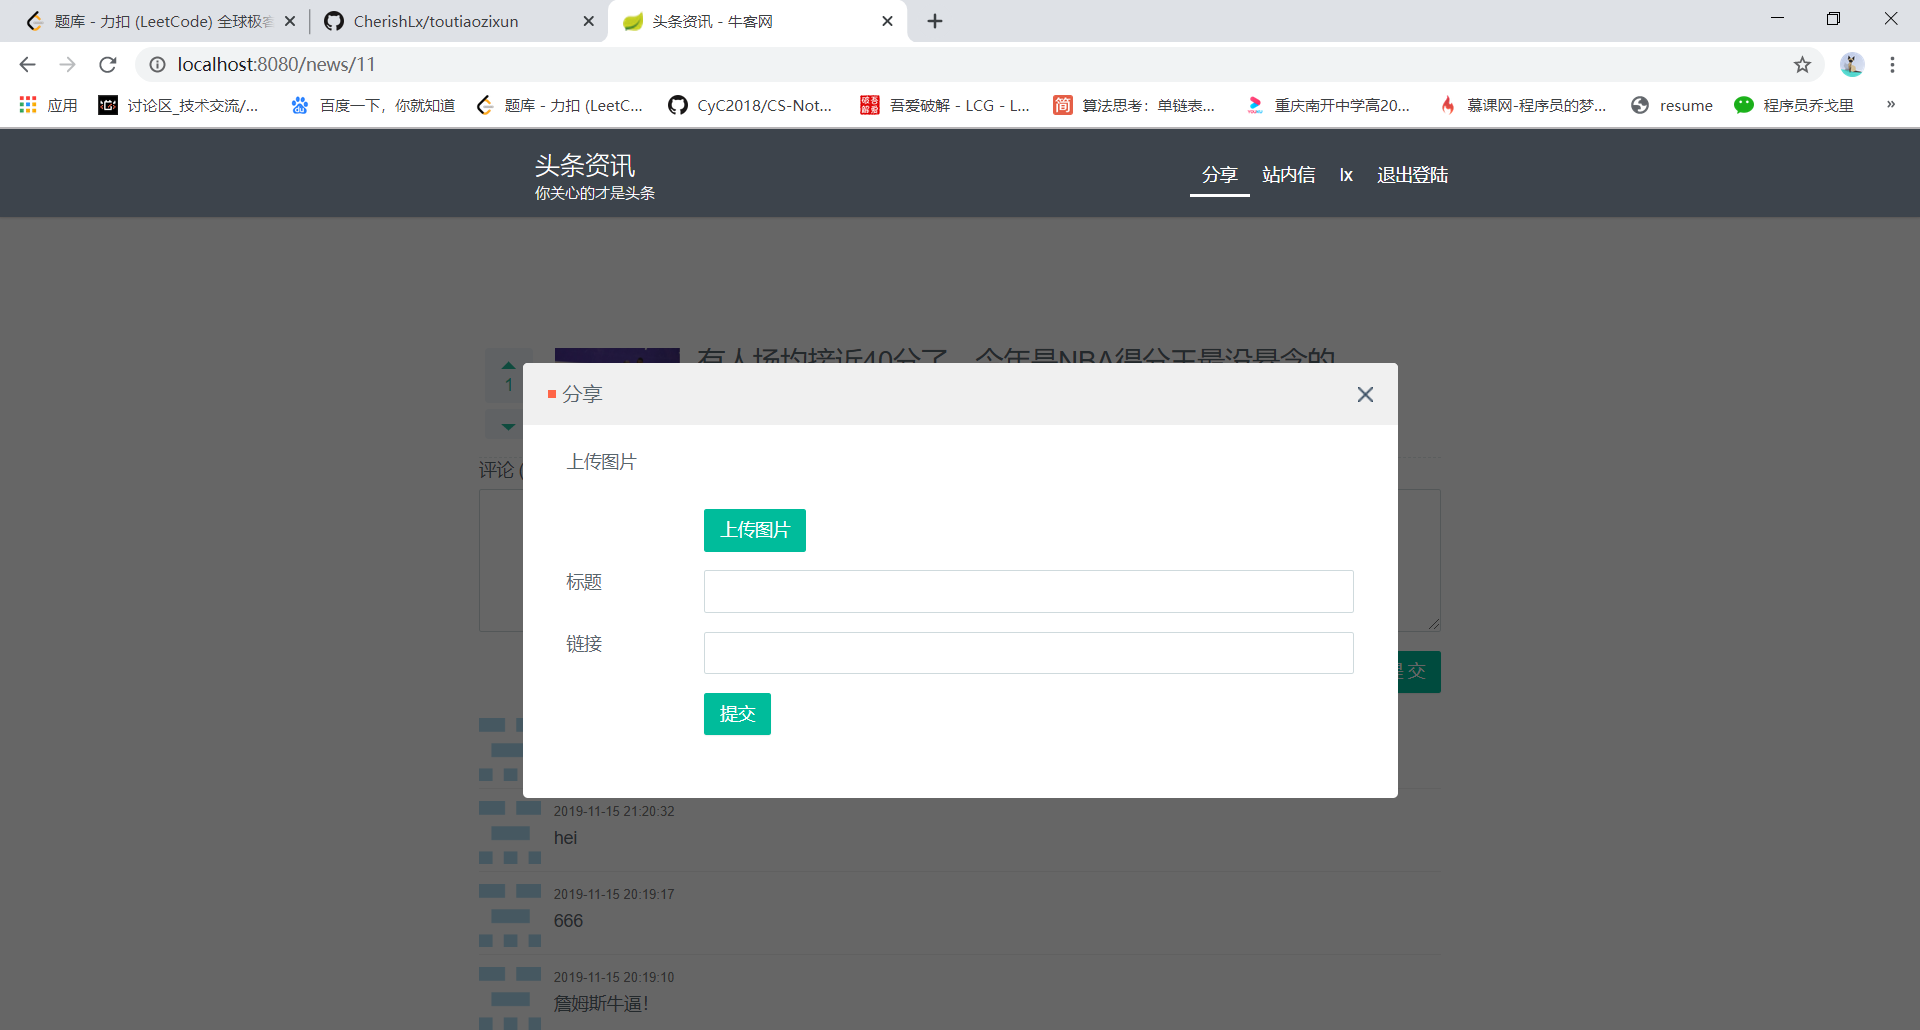 题库 - 力扣 (LeetCode) 全球极客
CherishLx/toutiaozixun
头条资讯 - 牛客网
localhost:8080/news/11
应用
讨论区_技术交流/...
百度一下，你就知道
题库 - 力扣 (LeetC...
CyC2018/CS-Not...
吾爱破解 - LCG - L...
算法思考：单链表...
重庆南开中学高20...
慕课网-程序员的梦...
resume
程序员乔戈里
»
头条资讯
你关心的才是头条
分享
站内信
lx
退出登陆
1
有人场均接近40分了，今年是NBA得分王最没悬念的
分享
上传图片
上传图片
标题
链接
提交
评论 (
提 交
2019-11-15 21:20:32
hei
2019-11-15 20:19:17
666
2019-11-15 20:19:10
詹姆斯牛逼！